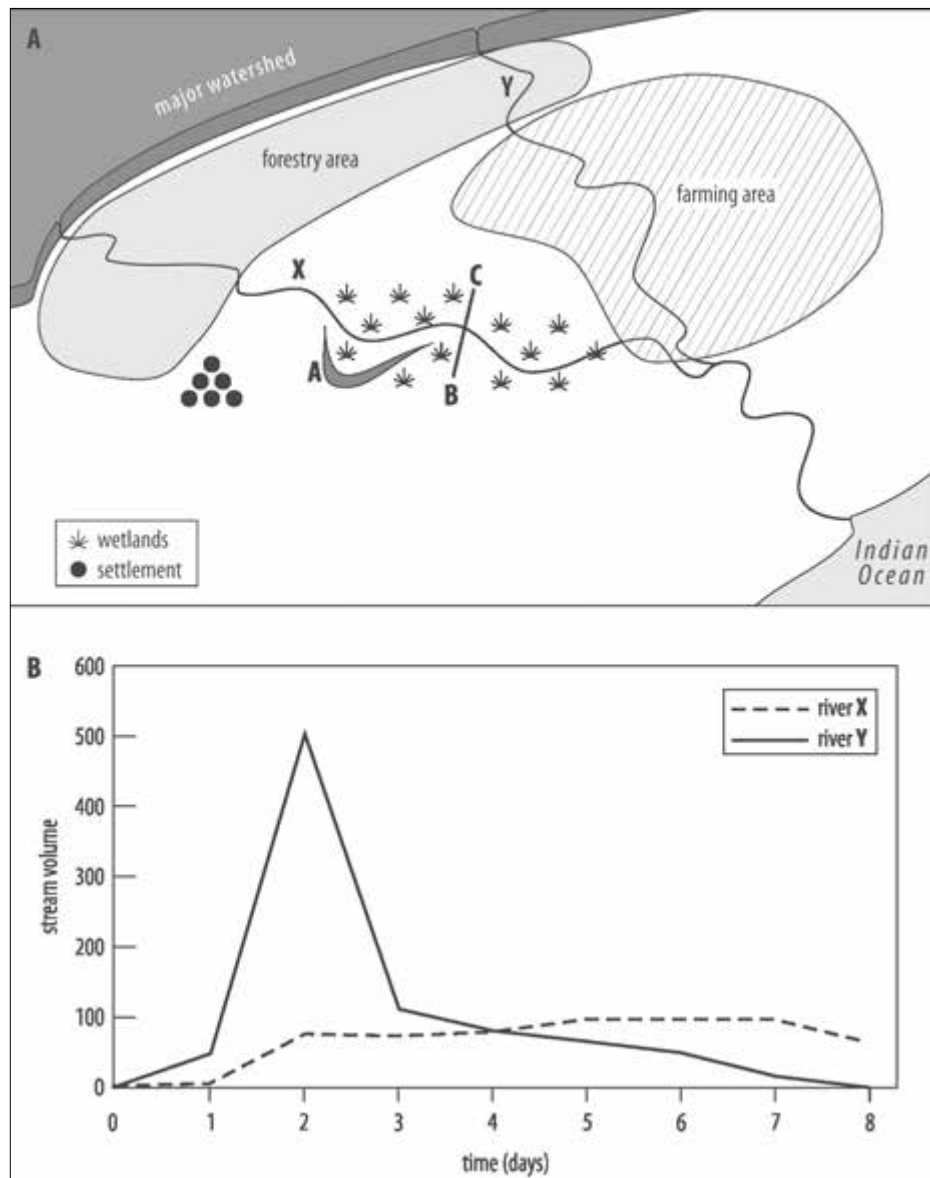 A
major watershed
Y
forestry area
farming area
X
C
A
B
wetlands
settlement
Indian
Ocean
B
600
500
400
300
200
100
0
stream volume
river X
river Y
0 1 2 3 4 5 6 7 8
time (days)